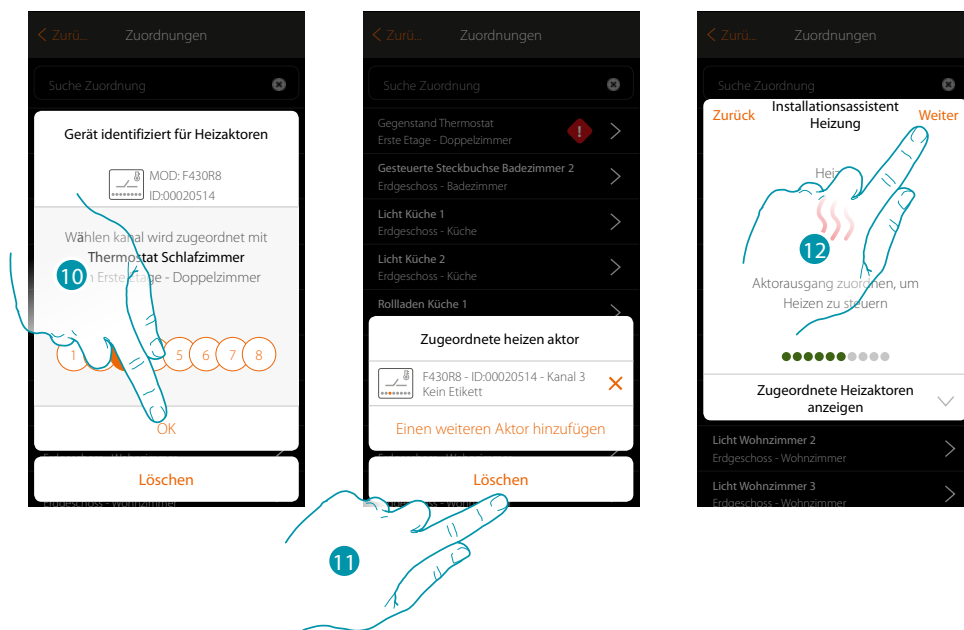 Zurü...
Zuordnungen
Suche Zuordnung
Gerät identifiziert für Heizaktoren
MOD: F430R8
ID:00020514
Wählen kanal wird zugeordnet mit
Thermostat Schlafzimmer
Erste Etage - Doppelzimmer
10
1
5
6
7
8
OK
Löschen
Zurü...
Zuordnungen
Suche Zuordnung
Gegenstand Thermostat
Erste Etage - Doppelzimmer
!
Gesteuerte Steckbuchse Badezimmer 2
Erdgeschoss - Badezimmer
Licht Küche 1
Erdgeschoss - Küche
Licht Küche 2
Erdgeschoss - Küche
Rollladen Küche 1
Zugeordnete heizen aktor
F430R8 - ID:00020514 - Kanal 3
Kein Etikett
Einen weiteren Aktor hinzufügen
Löschen
11
Zurü...
Zuordnungen
Suche Zuordnung
Zurück
Installationsassistent
Heizung
Weiter
12
Aktorausgang zuordnen, um
Heizen zu steuern
Zugeordnete Heizaktoren
anzeigen
Licht Wohnzimmer 2
Erdgeschoss - Wohnzimmer
Licht Wohnzimmer 3
Erdgeschoss - Wohnzimmer